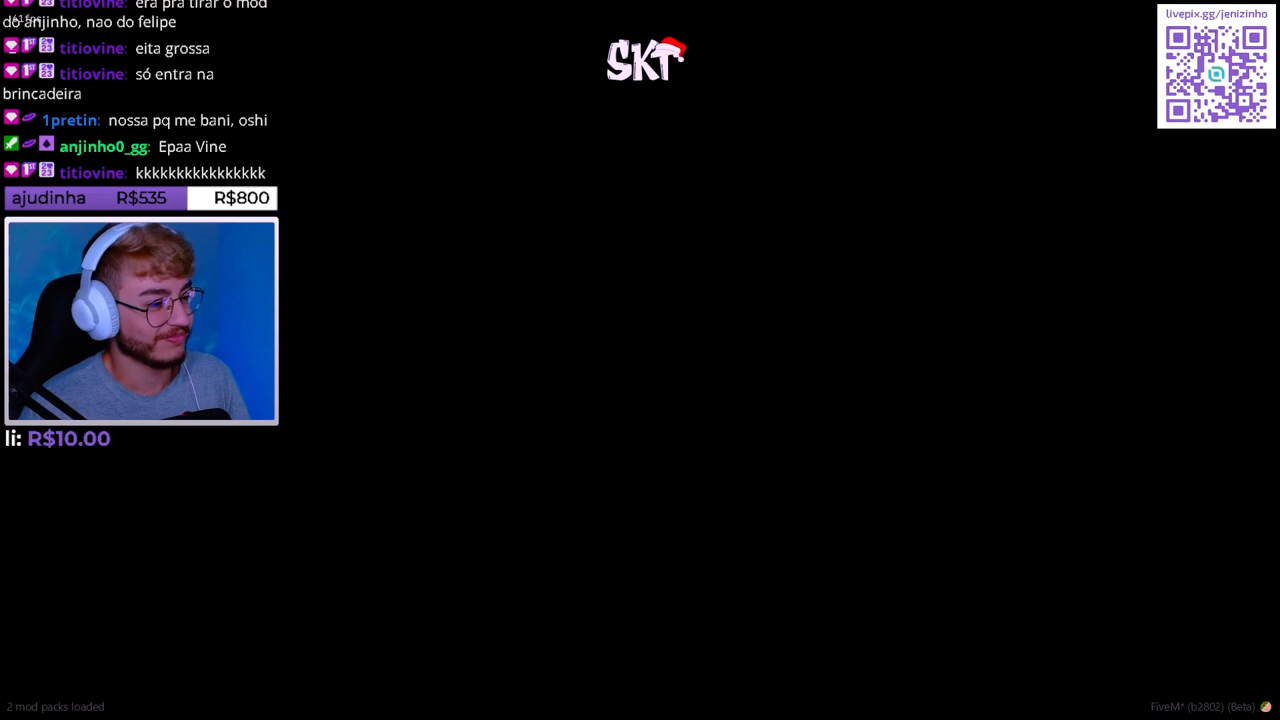 titiovine: era pra tirar o mod
do anjinho, nao do felipe
titiovine: eita grossa
titiovine: só entra na
brincadeira
1pretin: nossa pq me bani, oshi
anjinho0_gg: Epaa Vine
titiovine: kkkkkkkkkkkkkkkk
ajudinha R$535 R$800
li: R$10.00
SKT
livepix.gg/jenizinho
2 mod packs loaded
FiveM* (b2802) (Beta)